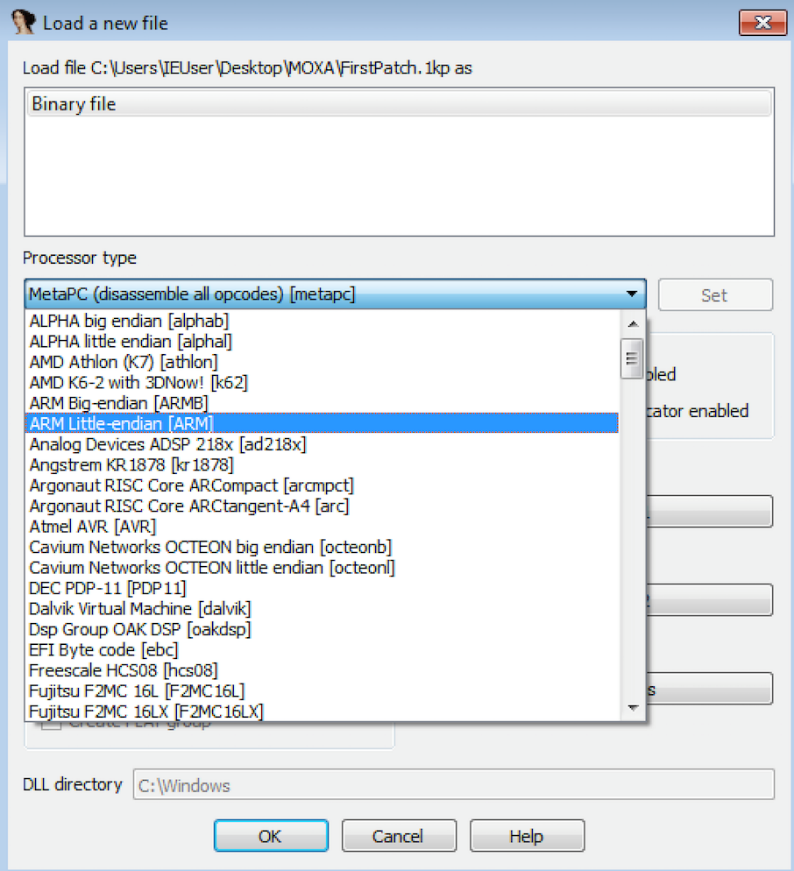 Load a new file
Load file C:\Users\IEUser\Desktop\MOXA\FirstPatch.1kp as
Binary file
Processor type
MetaPC (disassemble all opcodes) [metapc]
Set
ALPHA big endian [alphab]
ALPHA little endian [alphal]
AMD Athlon (K7) [athlon]
AMD K6-2 with 3DNow! [k62]
ARM Big-endian [ARMB]
ARM Little-endian [ARM]
Analog Devices ADSP 218x [ad218x]
Angstrem KR1878 [kr1878]
Argonaut RISC Core ARCompact [arcmpct]
Argonaut RISC Core ARCtangent-A4 [arc]
Atmel AVR [AVR]
Cavium Networks OCTEON big endian [octeonb]
Cavium Networks OCTEON little endian [octeonl]
DEC PDP-11 [PDP11]
Dalvik Virtual Machine [dalvik]
Dsp Group OAK DSP [oakdsp]
EFI Byte code [ebc]
Freescale HCS08 [hcs08]
Fujitsu F2MC 16L [F2MC16L]
Fujitsu F2MC 16LX [F2MC16LX]
bled
cator enabled
s
Create FLAT group
DLL directory C:\Windows
OK Cancel Help